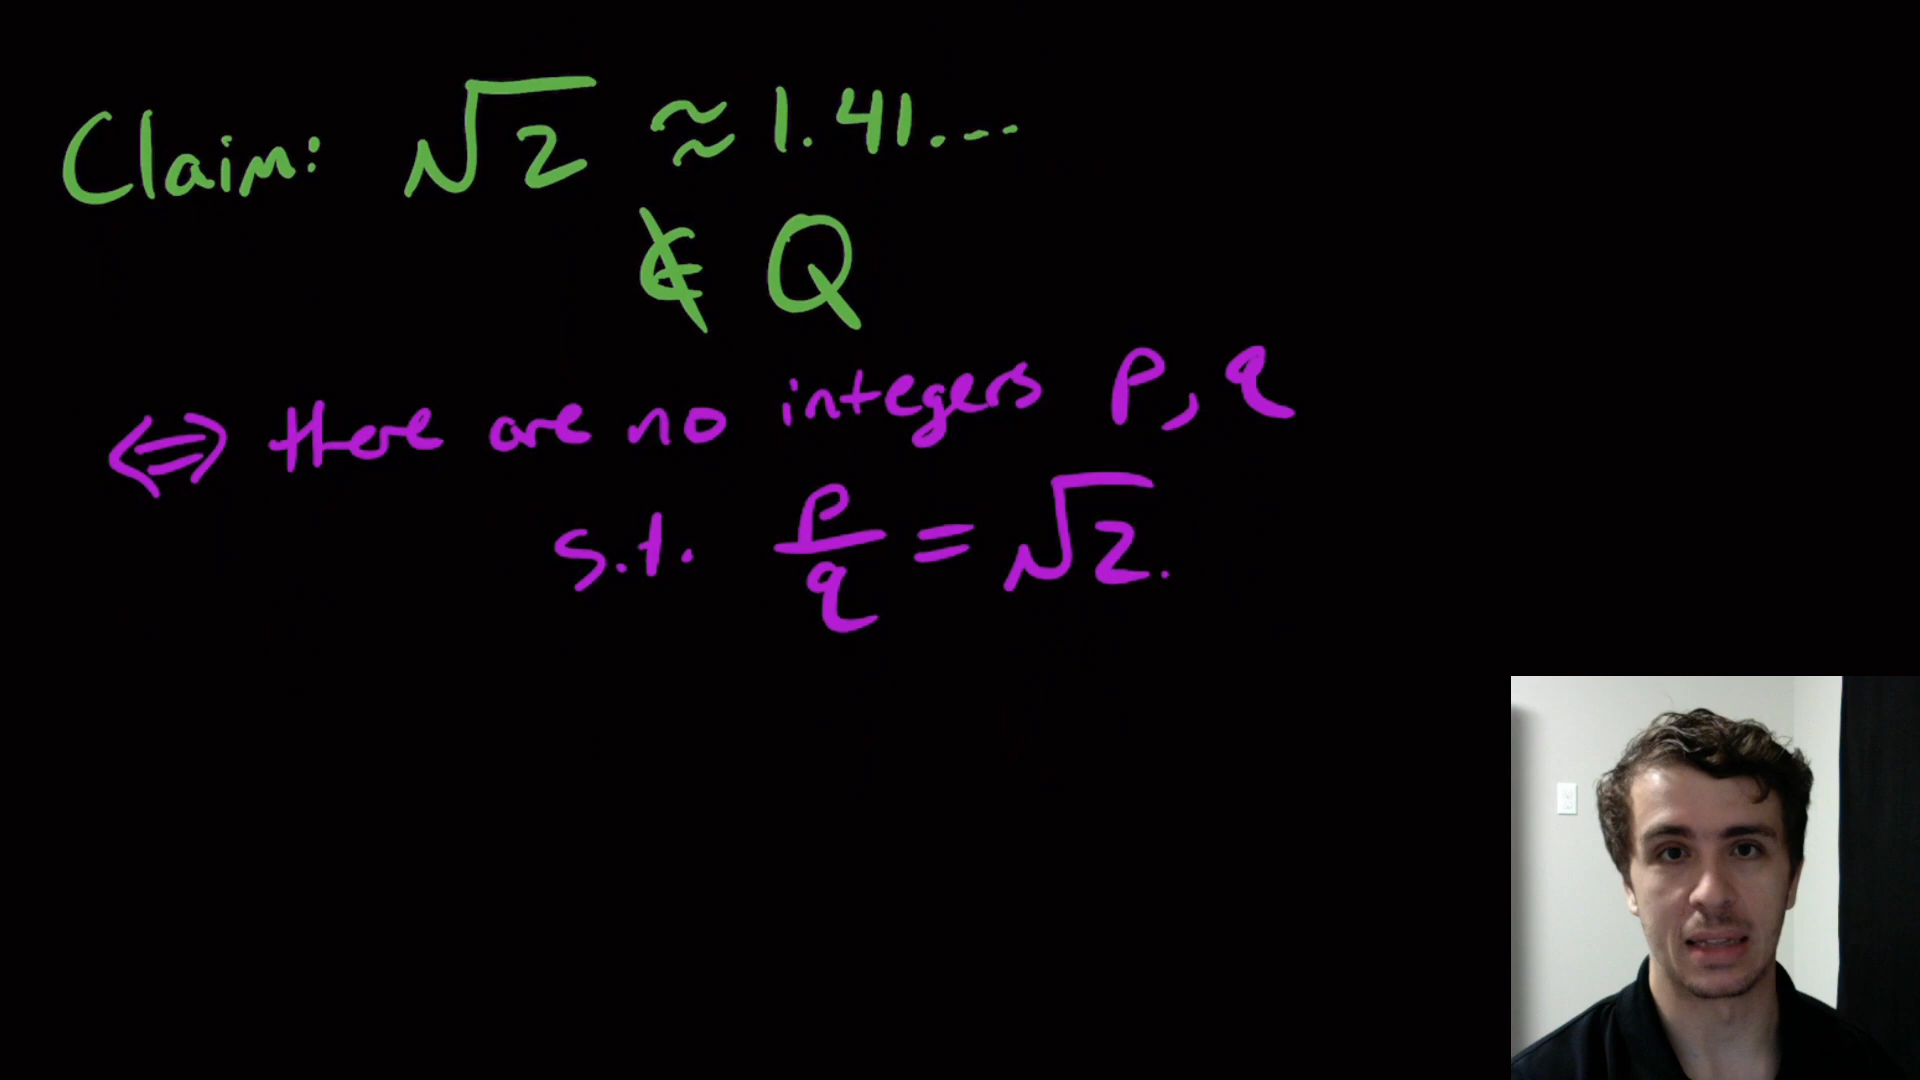 Claim: √2 ≈ 1.41...
∉ Q
⇔ there are no integers p, q
s.t. p/q = √2.